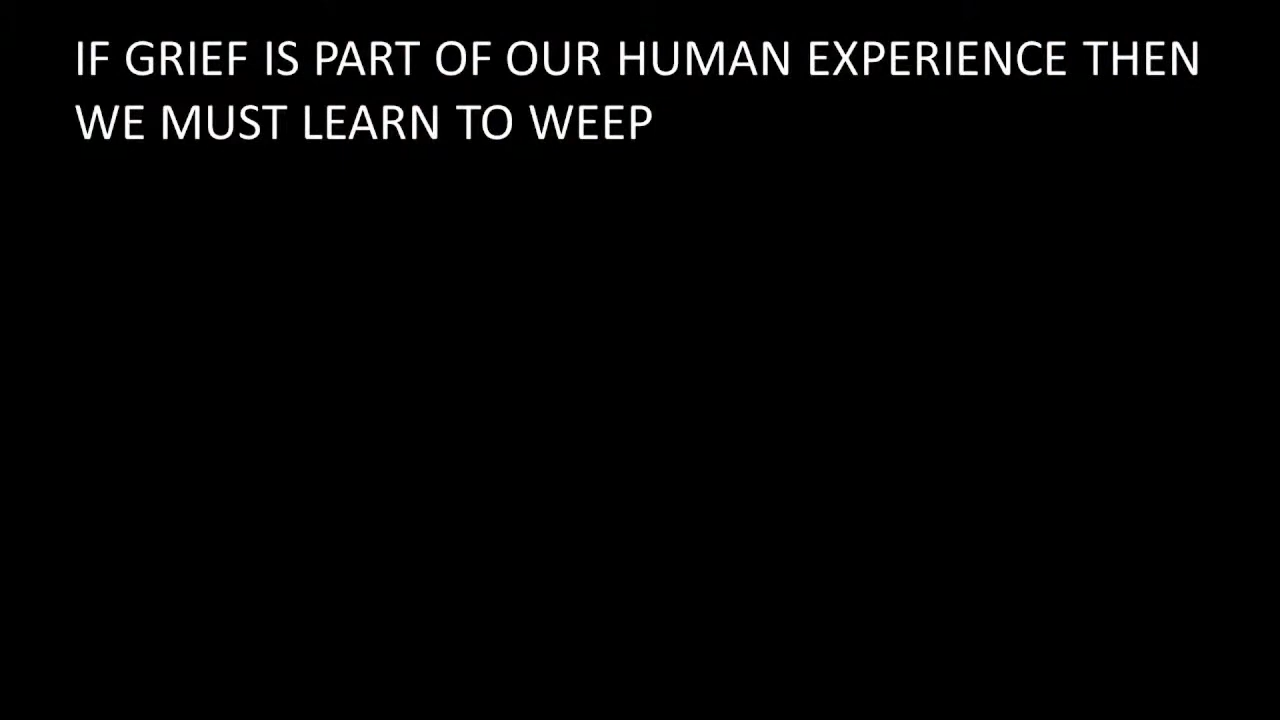 IF GRIEF IS PART OF OUR HUMAN EXPERIENCE THEN
WE MUST LEARN TO WEEP